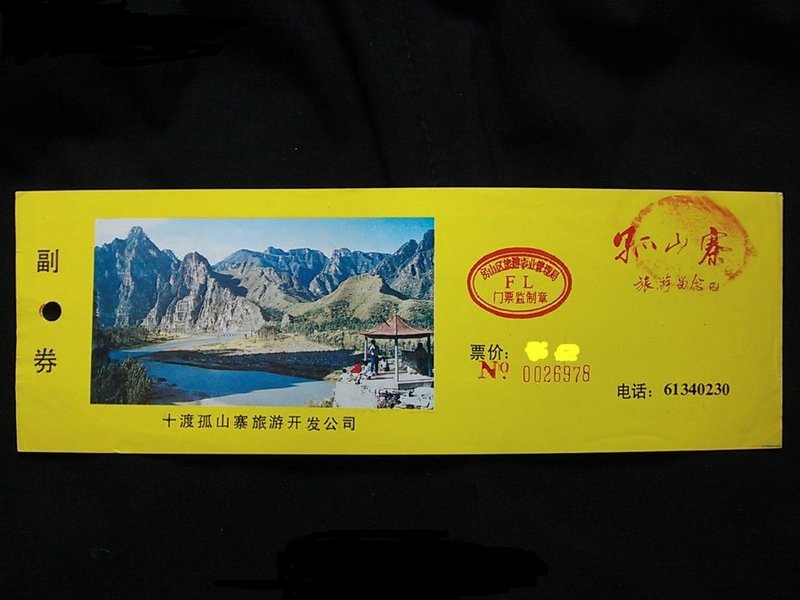 副
券
十渡孤山寨旅游开发公司
房山区旅游事业管理局
FL
门票监制章
票价:
Nº 0026978
孤山寨
旅游留念
电话: 61340230